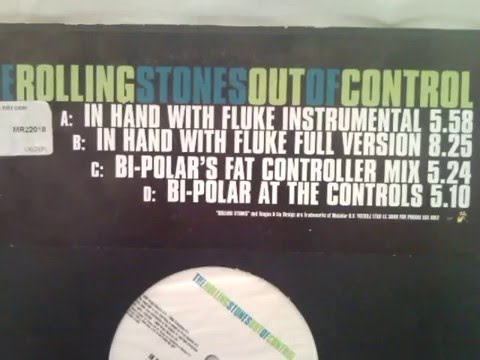 THE ROLLING STONES OUT OF CONTROL
A: IN HAND WITH FLUKE INSTRUMENTAL 5.58
B: IN HAND WITH FLUKE FULL VERSION 8.25
C: BI-POLAR'S FAT CONTROLLER MIX 5.24
D: BI-POLAR AT THE CONTROLS 5.10
MR22018
THE ROLLING STONES OUT OF CONTROL